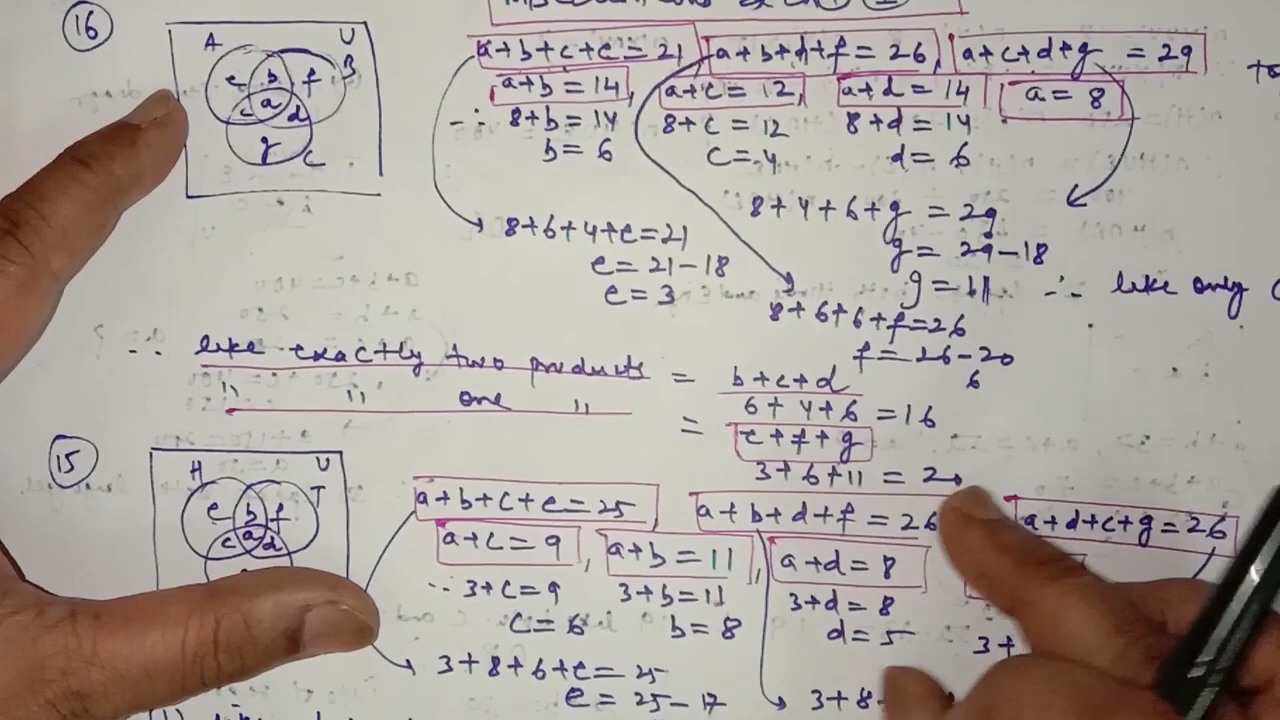 16
A U B
e b f
c a d
g C
a+b+c+e=21, a+b+d+f=26, a+c+d+g = 29
a+b=14, a+c=12, a+d=14 a=8
∴ 8+b=14 8+c=12 8+d=14
b=6 c=4 d=6
8+4+6+g = 29
8+6+4+e=21 g=29-18
e=21-18 g=11 ∴ like only C
e=3 8+6+6+f=26
f=26-20
6
∴ like exactly two products = b+c+d
6+4+6=16
" " one " = e+f+g
3+6+11=20
15
H U T
e b f
c a d
a+b+c+e=25 a+b+d+f=26 a+d+c+g=26
a+c=9, a+b=11, a+d=8
∵ 3+c=9 3+b=11 3+d=8
c=6 b=8 d=5 3+
3+8+6+e=25
e=25-17 3+8